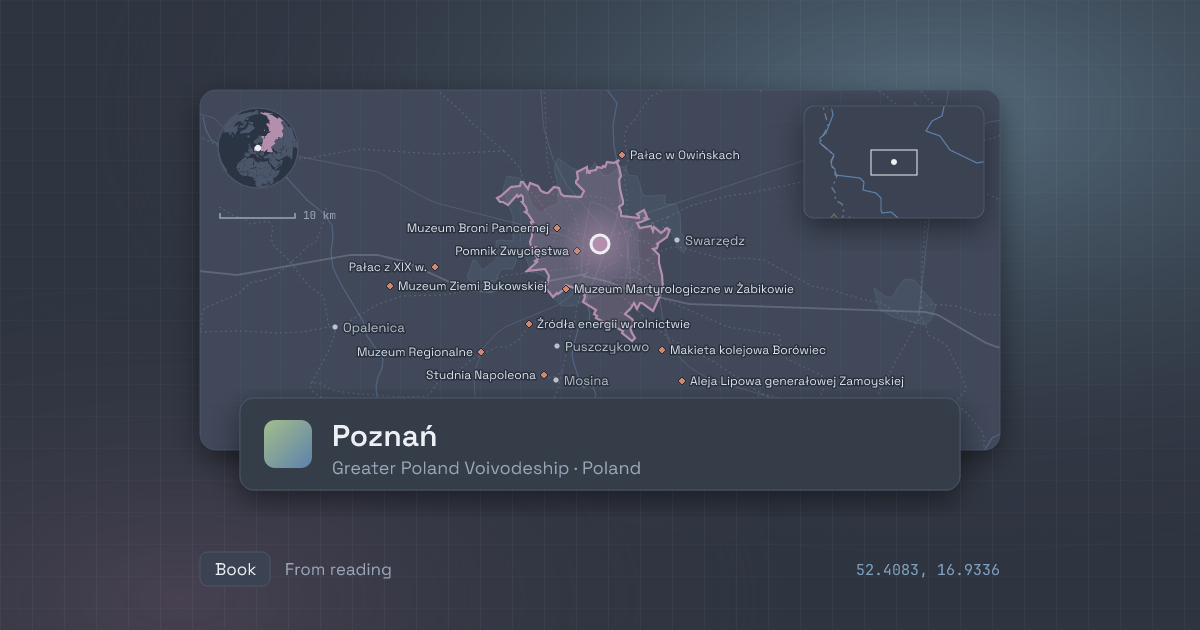 Pałac w Owińskach
10 km
Muzeum Broni Pancernej
Swarzędz
Pomnik Zwycięstwa
Pałac z XIX w.
Muzeum Ziemi Bukowskiej
Muzeum Martyrologiczne w Żabikowie
Źródła energii w rolnictwie
Opalenica
Puszczykowo
Muzeum Regionalne
Makieta kolejowa Borówiec
Studnia Napoleona
Mosina
Aleja Lipowa generałowej Zamoyskiej
Poznań
Greater Poland Voivodeship · Poland
Book
From reading
52.4083, 16.9336